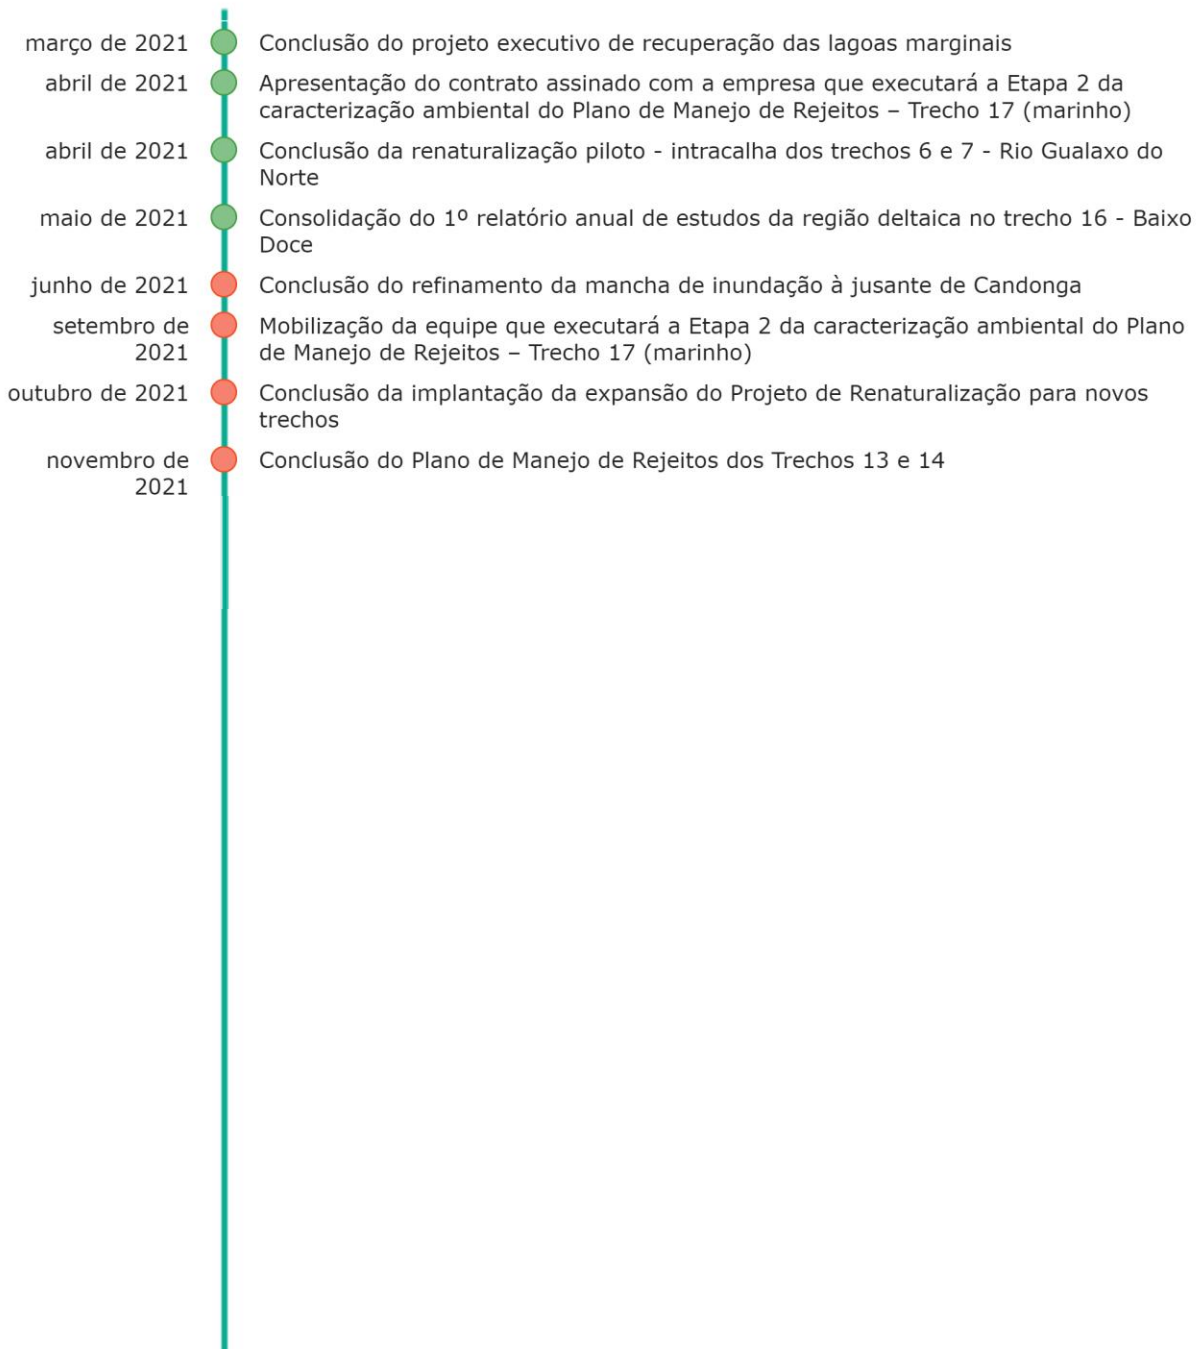 março de 2021 Conclusão do projeto executivo de recuperação das lagoas marginais
abril de 2021 Apresentação do contrato assinado com a empresa que executará a Etapa 2 da
caracterização ambiental do Plano de Manejo de Rejeitos – Trecho 17 (marinho)
abril de 2021 Conclusão da renaturalização piloto - intracalha dos trechos 6 e 7 - Rio Gualaxo do
Norte
maio de 2021 Consolidação do 1º relatório anual de estudos da região deltaica no trecho 16 - Baixo
Doce
junho de 2021 Conclusão do refinamento da mancha de inundação à jusante de Candonga
setembro de
2021
Mobilização da equipe que executará a Etapa 2 da caracterização ambiental do Plano
de Manejo de Rejeitos – Trecho 17 (marinho)
outubro de 2021 Conclusão da implantação da expansão do Projeto de Renaturalização para novos
trechos
novembro de
2021
Conclusão do Plano de Manejo de Rejeitos dos Trechos 13 e 14